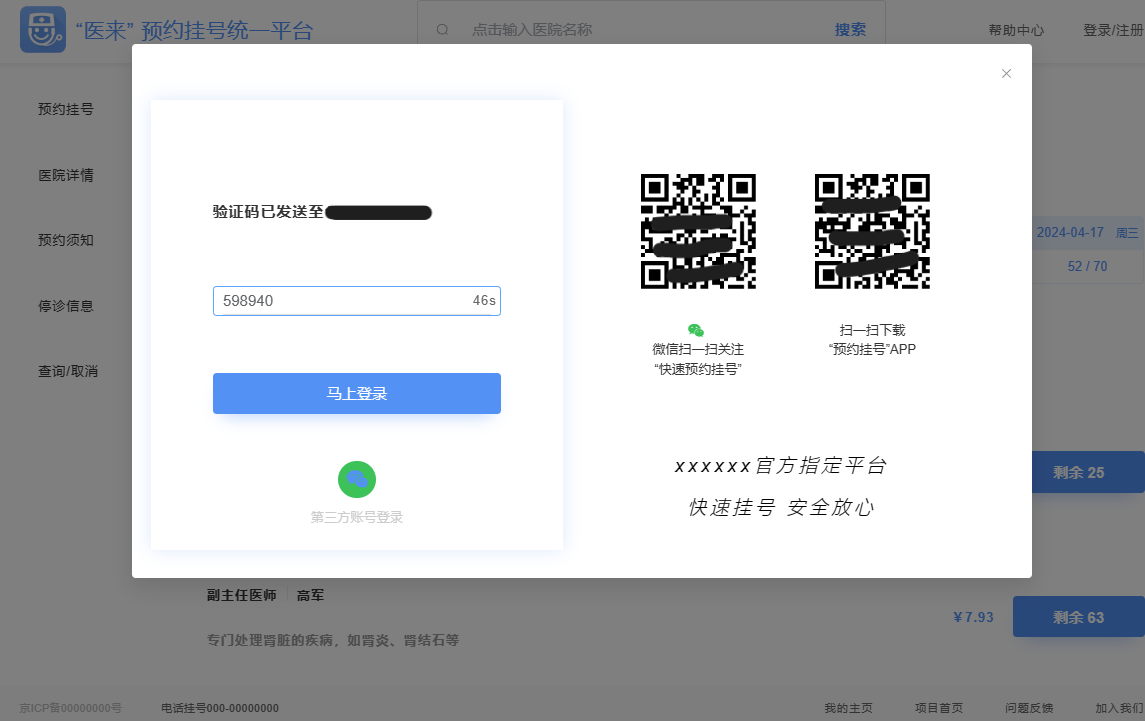 “医来” 预约挂号统一平台
点击输入医院名称
搜索
帮助中心
登录/注册
预约挂号
医院详情
预约须知
停诊信息
查询/取消
验证码已发送至
598940
46s
马上登录
第三方账号登录
微信扫一扫关注
“快速预约挂号”
扫一扫下载
“预约挂号”APP
xxxxxx官方指定平台
快速挂号 安全放心
2024-04-17 周三
52 / 70
剩余 25
副主任医师 高军
专门处理肾脏的疾病，如肾炎、肾结石等
¥7.93
剩余 63
京ICP备00000000号
电话挂号000-00000000
我的主页
项目首页
问题反馈
加入我们